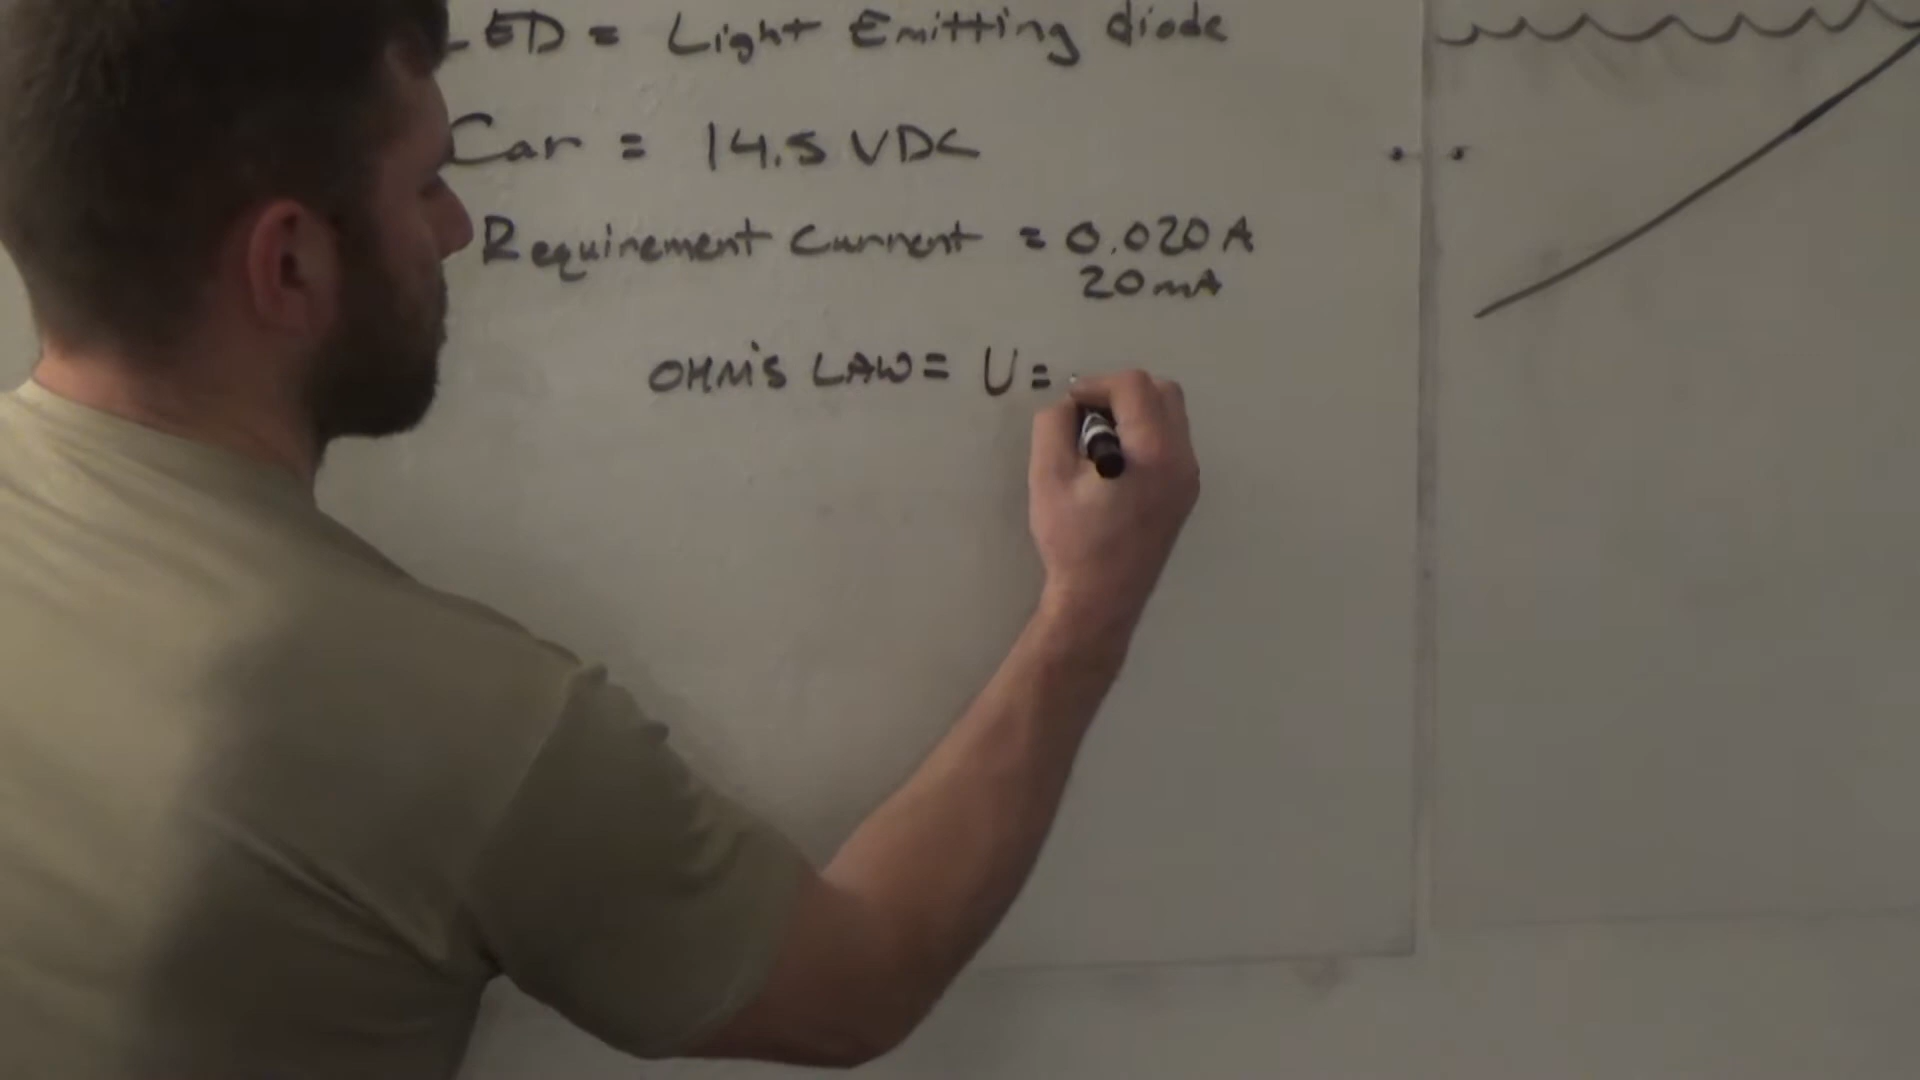 LED = Light Emitting diode
Car = 14.5 VDC
Requirement Current = 0.020 A
20 mA
OHM'S LAW = U =